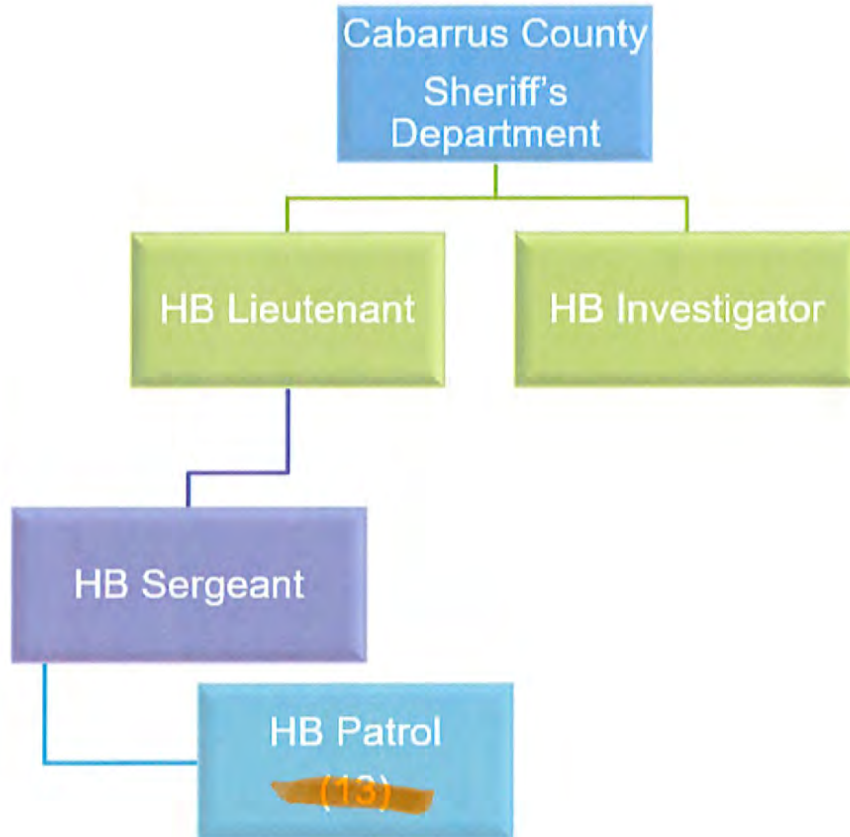 Cabarrus County
Sheriff's
Department
HB Lieutenant
HB Investigator
HB Sergeant
HB Patrol
(13)